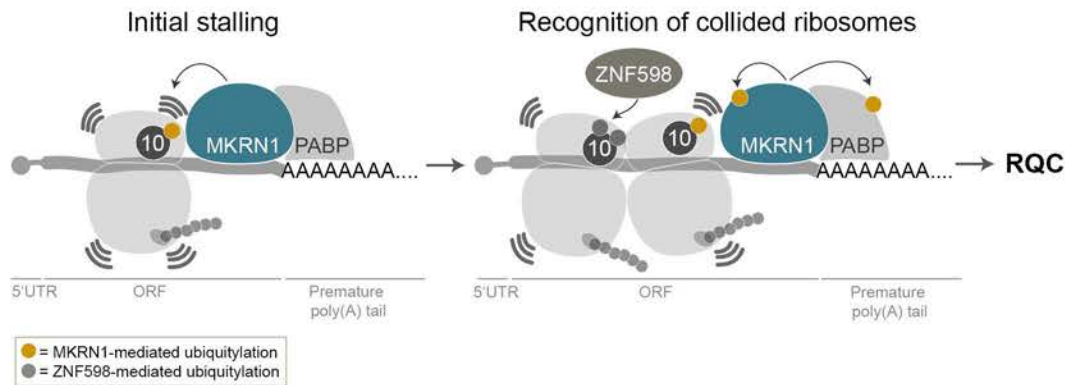 Initial stalling
10
MKRN1
PABP
AAAAAAAA....
5'UTR
ORF
Premature
poly(A) tail
Recognition of collided ribosomes
ZNF598
10
10
MKRN1
PABP
AAAAAAAA....
RQC
5'UTR
ORF
Premature
poly(A) tail
= MKRN1-mediated ubiquitylation
= ZNF598-mediated ubiquitylation